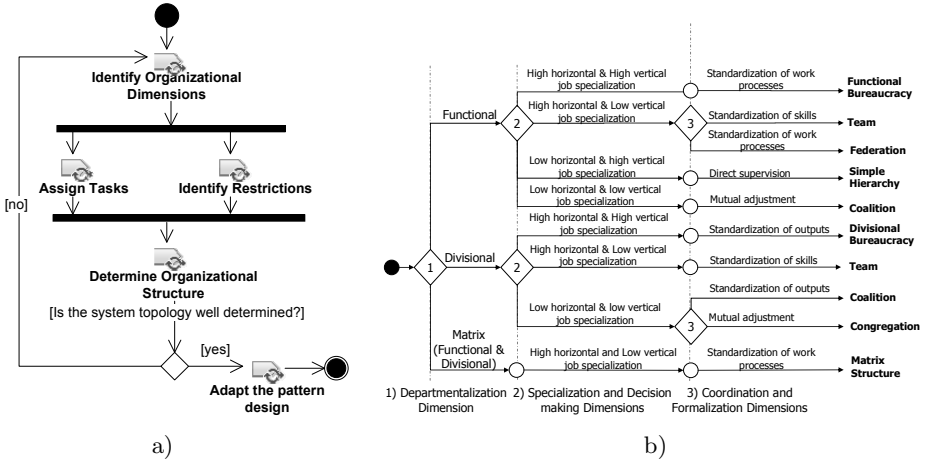 Identify Organizational
Dimensions
Assign Tasks
Identify Restrictions
[no]
Determine Organizational
Structure
[Is the system topology well determined?]
[yes]
Adapt the pattern
design
a)
High horizontal & High vertical
job specialization
Standardization of work
processes
Functional
Bureaucracy
Functional
2
High horizontal & Low vertical
job specialization
3
Standardization of skills
Team
Standardization of work
processes
Federation
Low horizontal & high vertical
job specialization
Direct supervision
Simple
Hierarchy
Low horizontal & low vertical
job specialization
Mutual adjustment
Coalition
High horizontal & High vertical
job specialization
Standardization of outputs
Divisional
Bureaucracy
1
Divisional
2
High horizontal & Low vertical
job specialization
Standardization of skills
Team
Standardization of outputs
Coalition
Low horizontal & low vertical
job specialization
3
Mutual adjustment
Congregation
Matrix
(Functional &
Divisional)
High horizontal and Low vertical
job specialization
Standardization of work
processes
Matrix
Structure
1) Departmentalization
Dimension
2) Specialization and Decision
making Dimensions
3) Coordination and
Formalization Dimensions
b)